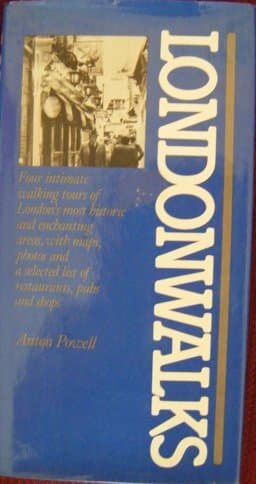 LONDONWALKS
Four intimate
walking tours of
London's most historic
and enchanting
areas, with maps,
photos and
a selected list of
restaurants, pubs
and shops
Anton Powell